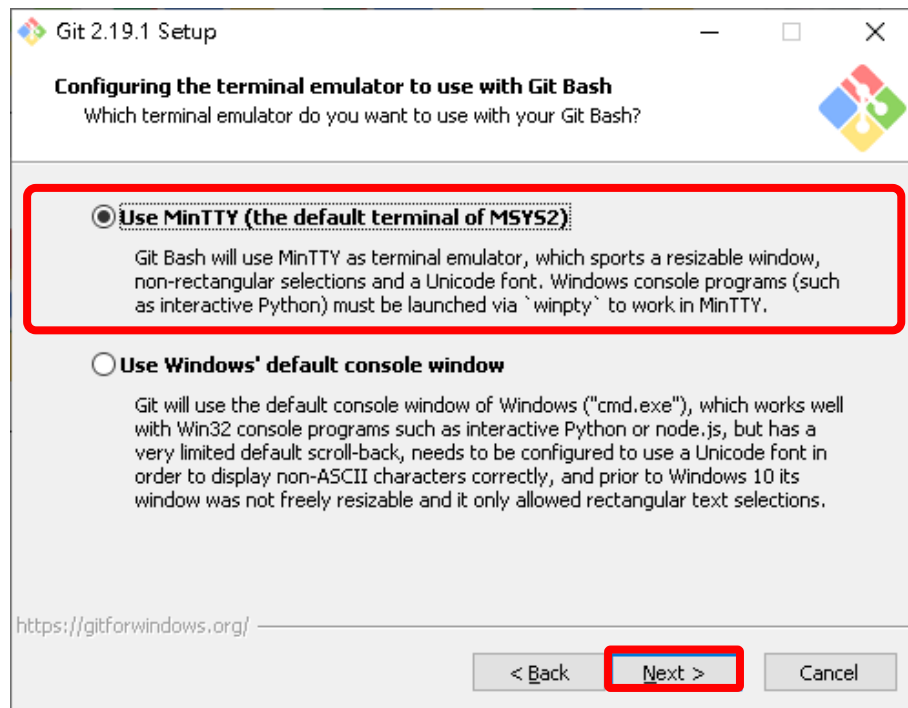 Git 2.19.1 Setup
Configuring the terminal emulator to use with Git Bash
Which terminal emulator do you want to use with your Git Bash?
Use MinTTY (the default terminal of MSYS2)
Git Bash will use MinTTY as terminal emulator, which sports a resizable window,
non-rectangular selections and a Unicode font. Windows console programs (such
as interactive Python) must be launched via `winpty` to work in MinTTY.
Use Windows' default console window
Git will use the default console window of Windows ("cmd.exe"), which works well
with Win32 console programs such as interactive Python or node.js, but has a
very limited default scroll-back, needs to be configured to use a Unicode font in
order to display non-ASCII characters correctly, and prior to Windows 10 its
window was not freely resizable and it only allowed rectangular text selections.
https://gitforwindows.org/
< Back Next > Cancel